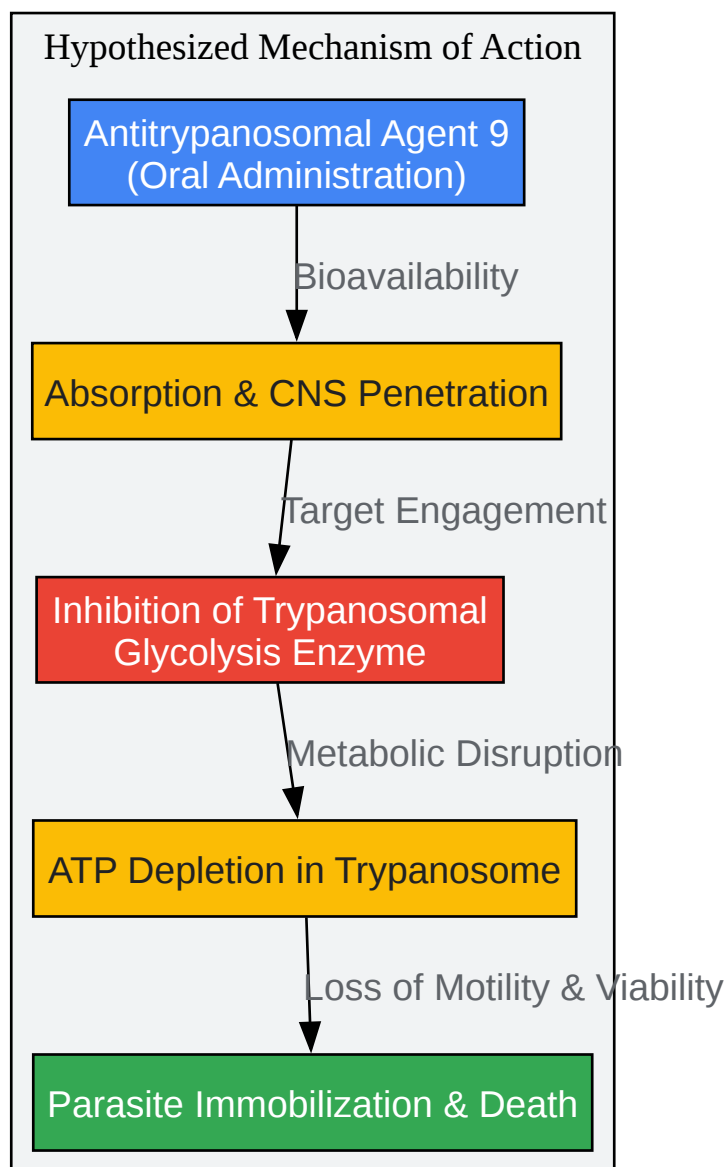 Hypothesized Mechanism of Action
Antitrypanosomal Agent 9
(Oral Administration)
Bioavailability
Absorption & CNS Penetration
Target Engagement
Inhibition of Trypanosomal
Glycolysis Enzyme
Metabolic Disruption
ATP Depletion in Trypanosome
Loss of Motility & Viability
Parasite Immobilization & Death